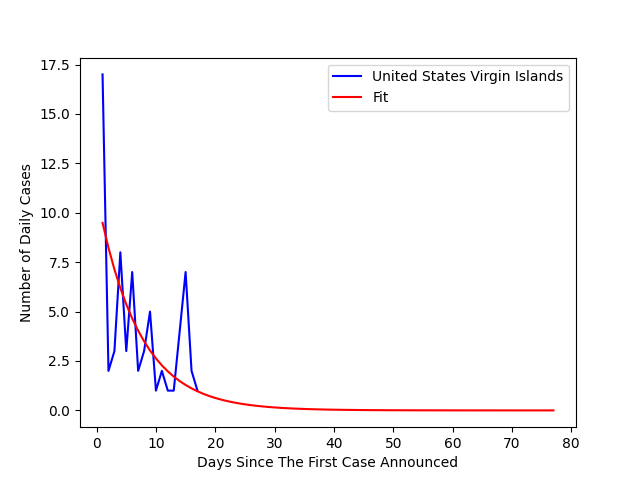 17.5
15.0
12.5
10.0
7.5
5.0
2.5
0.0
Number of Daily Cases
United States Virgin Islands
Fit
0 10 20 30 40 50 60 70 80
Days Since The First Case Announced